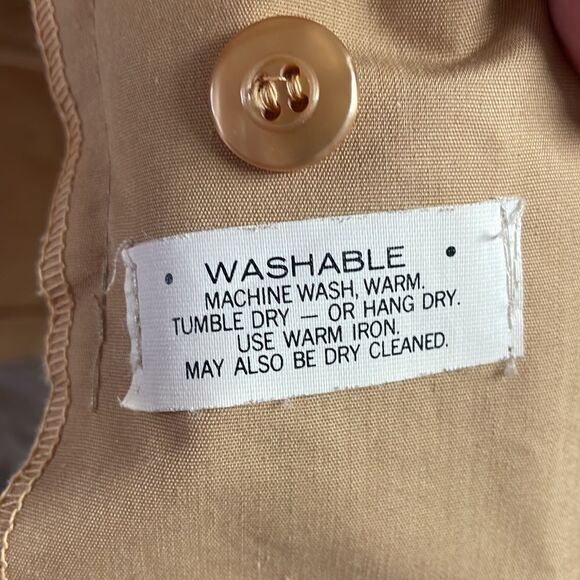 • WASHABLE •
MACHINE WASH, WARM.
TUMBLE DRY — OR HANG DRY.
USE WARM IRON.
MAY ALSO BE DRY CLEANED.